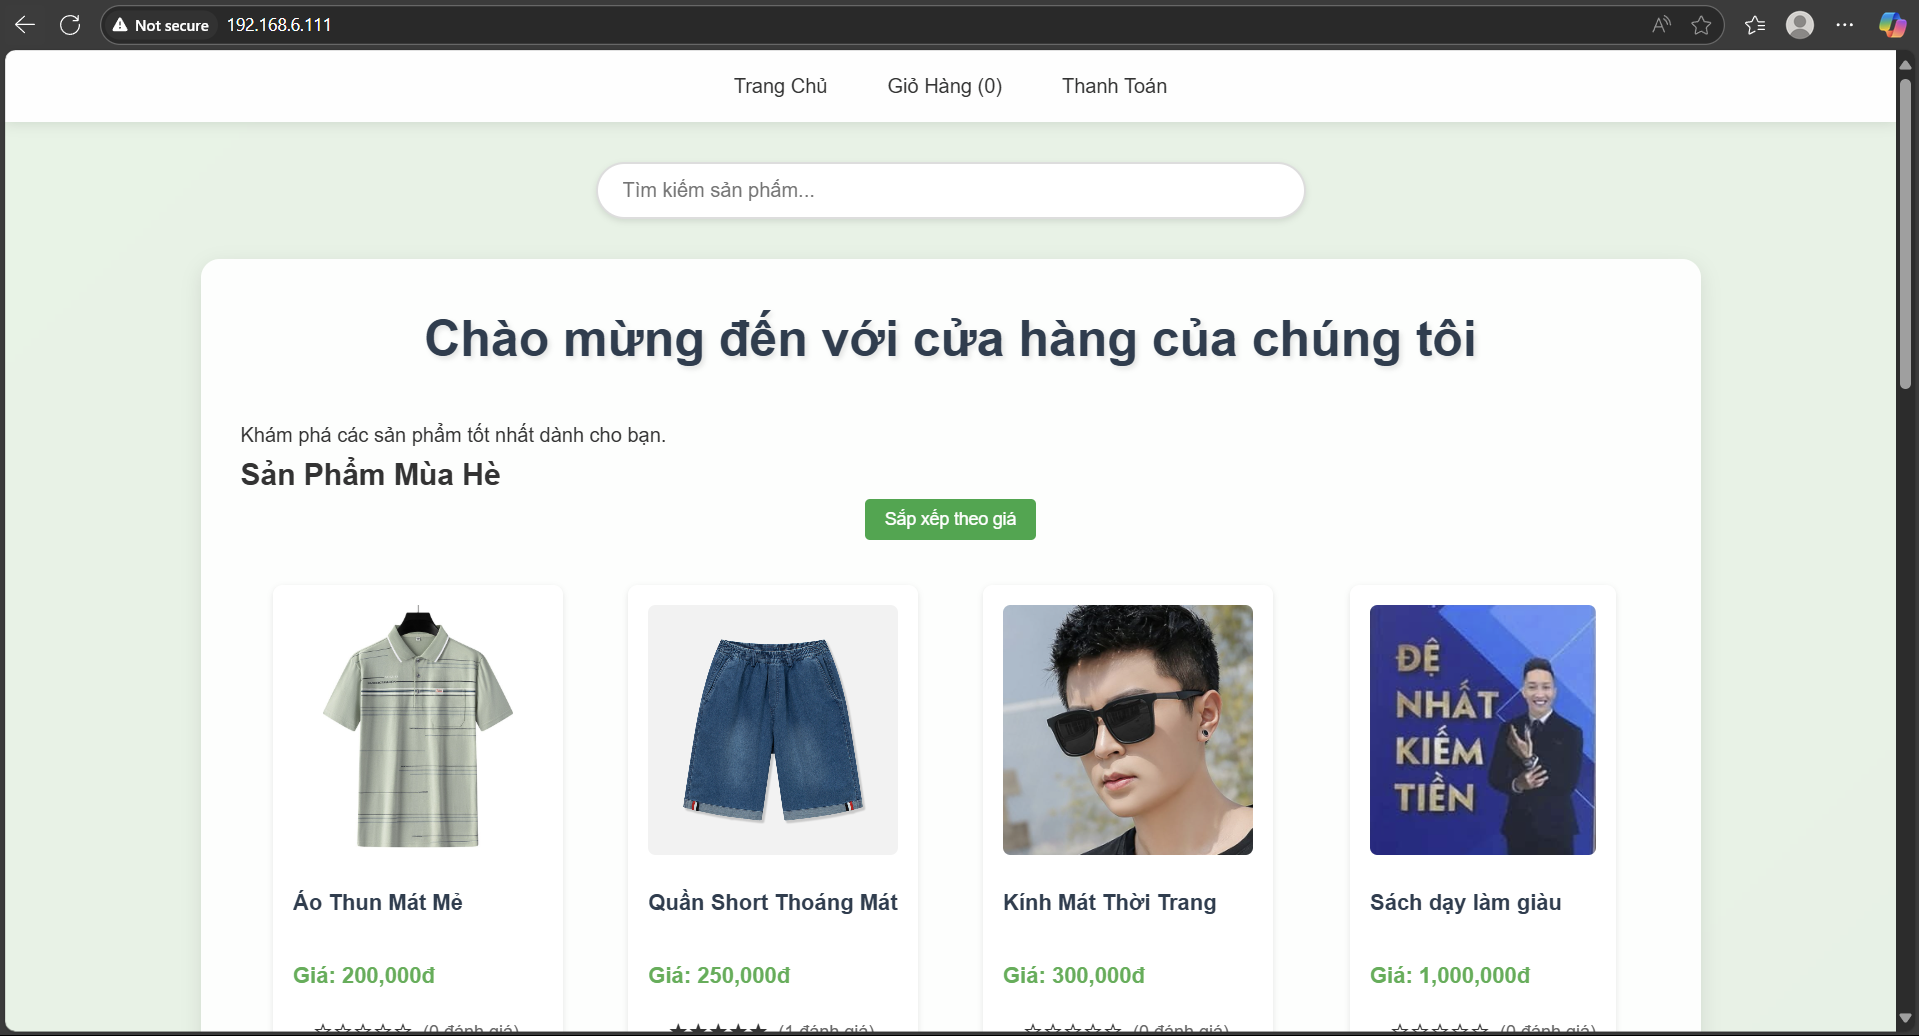 Not secure 192.168.6.111
Trang Chủ Giỏ Hàng (0) Thanh Toán
Tìm kiếm sản phẩm...
Chào mừng đến với cửa hàng của chúng tôi
Khám phá các sản phẩm tốt nhất dành cho bạn.
Sản Phẩm Mùa Hè
Sắp xếp theo giá
ĐỆ
NHẤT
KIẾM
TIỀN
Áo Thun Mát Mẻ
Quần Short Thoáng Mát
Kính Mát Thời Trang
Sách dạy làm giàu
Giá: 200,000đ
Giá: 250,000đ
Giá: 300,000đ
Giá: 1,000,000đ
☆☆☆☆☆ (0 đánh giá)
★★★★★ (1 đánh giá)
☆☆☆☆☆ (0 đánh giá)
☆☆☆☆☆ (0 đánh giá)